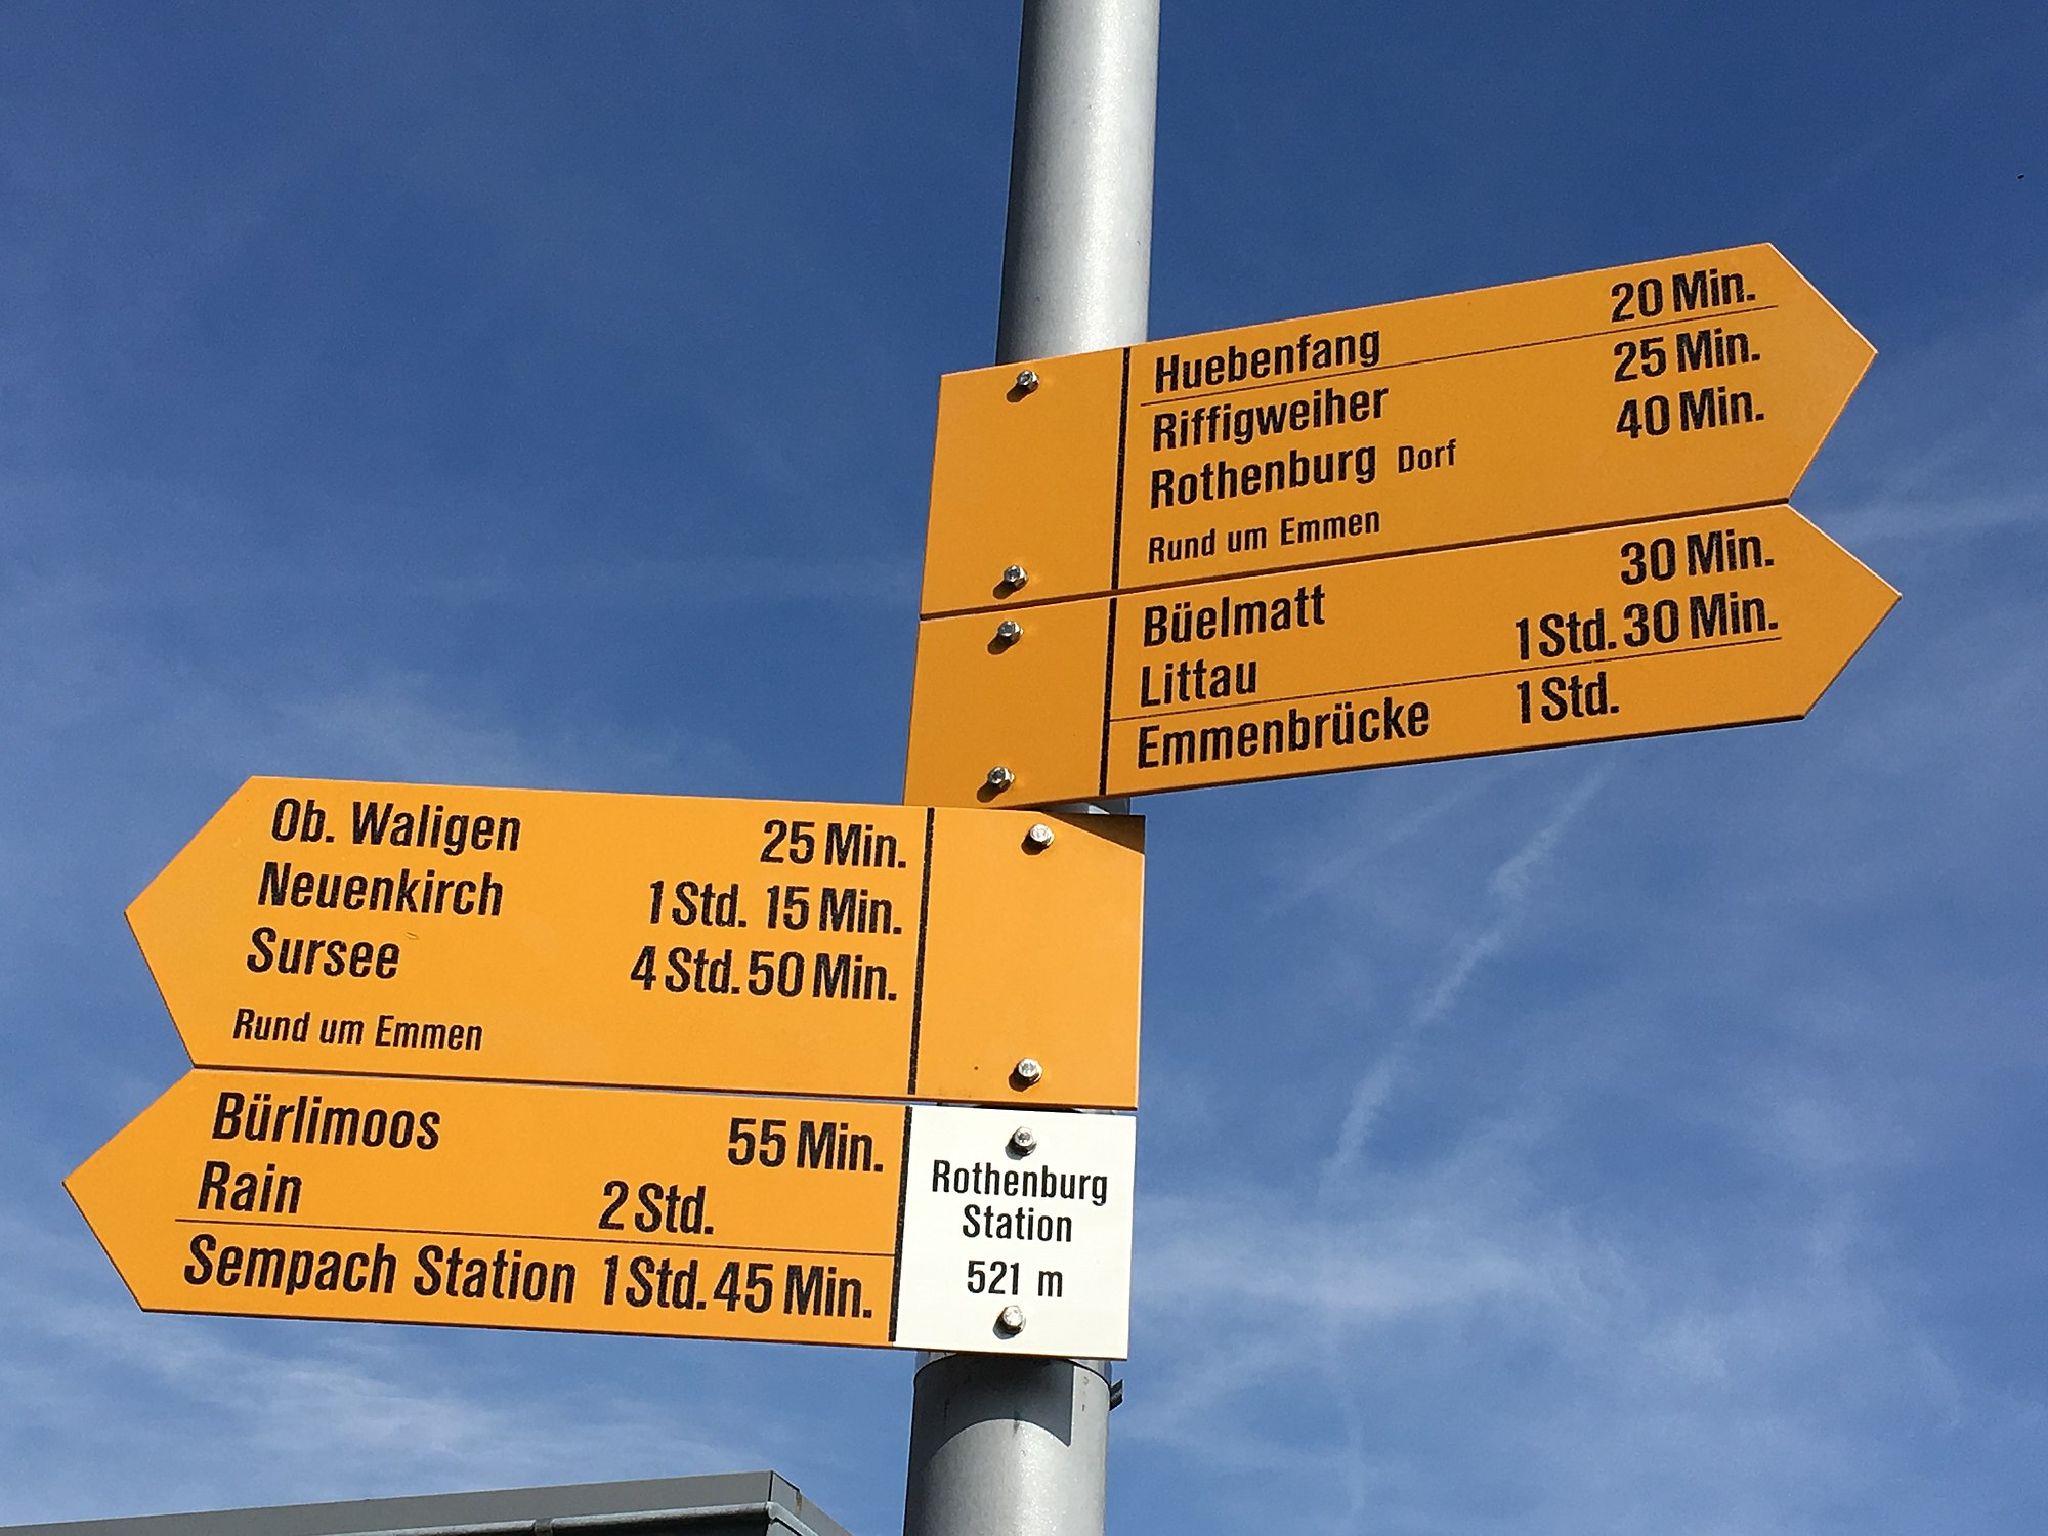 Huebenfang 20 Min.
Riffigweiher 25 Min.
Rothenburg Dorf 40 Min.
Rund um Emmen
Büelmatt 30 Min.
Littau 1 Std. 30 Min.
Emmenbrücke 1 Std.
Ob. Waligen 25 Min.
Neuenkirch 1 Std. 15 Min.
Sursee 4 Std. 50 Min.
Rund um Emmen
Bürlimoos 55 Min.
Rain 2 Std.
Sempach Station 1 Std. 45 Min.
Rothenburg
Station
521 m